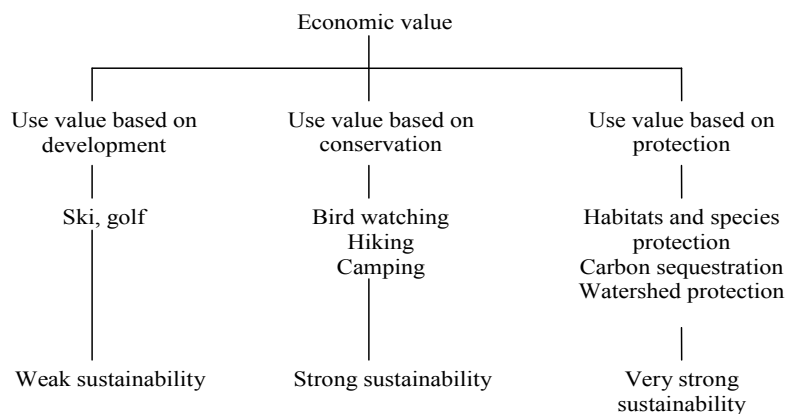 Economic value
Use value based on
development
Use value based on
conservation
Use value based on
protection
Ski, golf
Bird watching
Hiking
Camping
Habitats and species
protection
Carbon sequestration
Watershed protection
Weak sustainability
Strong sustainability
Very strong
sustainability